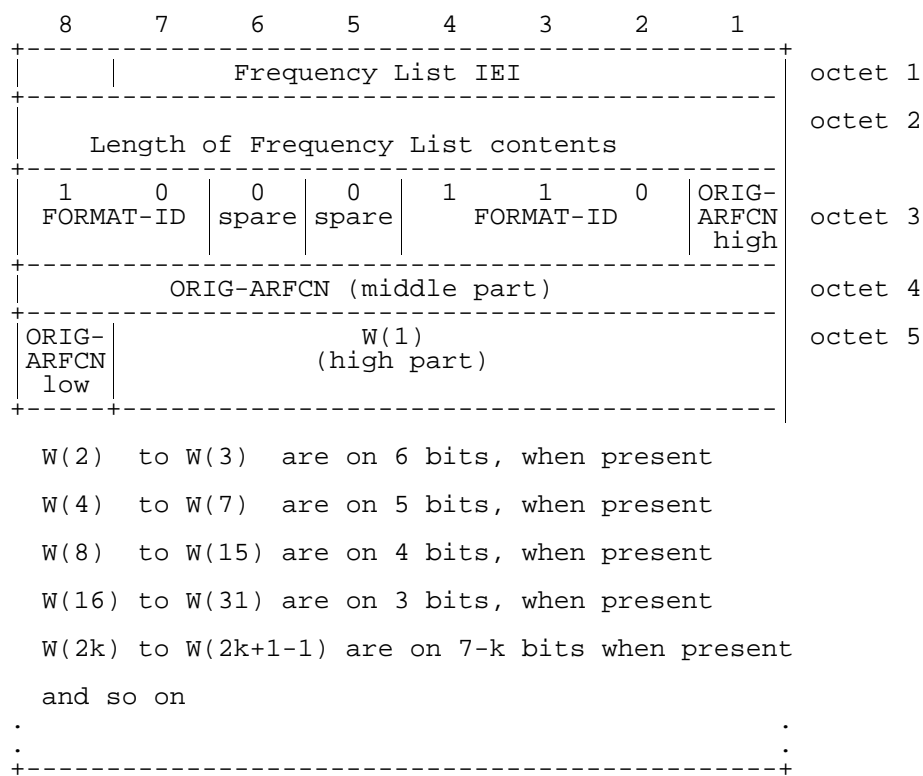 8 7 6 5 4 3 2 1
Frequency List IEI octet 1
octet 2
Length of Frequency List contents
1 0 0 0 1 1 0 ORIG-
FORMAT-ID spare spare FORMAT-ID ARFCN octet 3
high
ORIG-ARFCN (middle part) octet 4
ORIG- W(1) octet 5
ARFCN (high part)
low
W(2) to W(3) are on 6 bits, when present
W(4) to W(7) are on 5 bits, when present
W(8) to W(15) are on 4 bits, when present
W(16) to W(31) are on 3 bits, when present
W(2k) to W(2k+1-1) are on 7-k bits when present
and so on
. .
. .